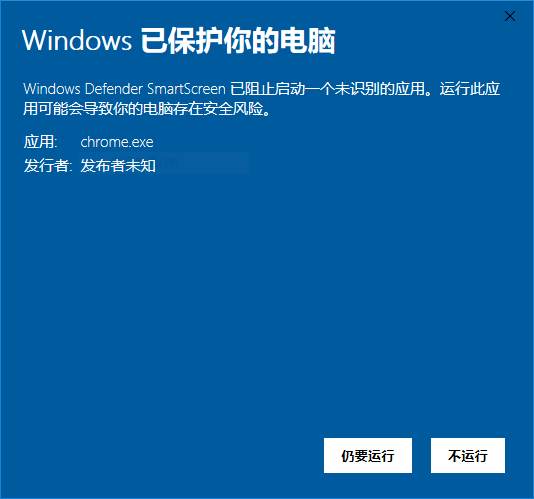 Windows 已保护你的电脑
Windows Defender SmartScreen 已阻止启动一个未识别的应用。运行此应
用可能会导致你的电脑存在安全风险。
应用: chrome.exe
发行者: 发布者未知
仍要运行 不运行